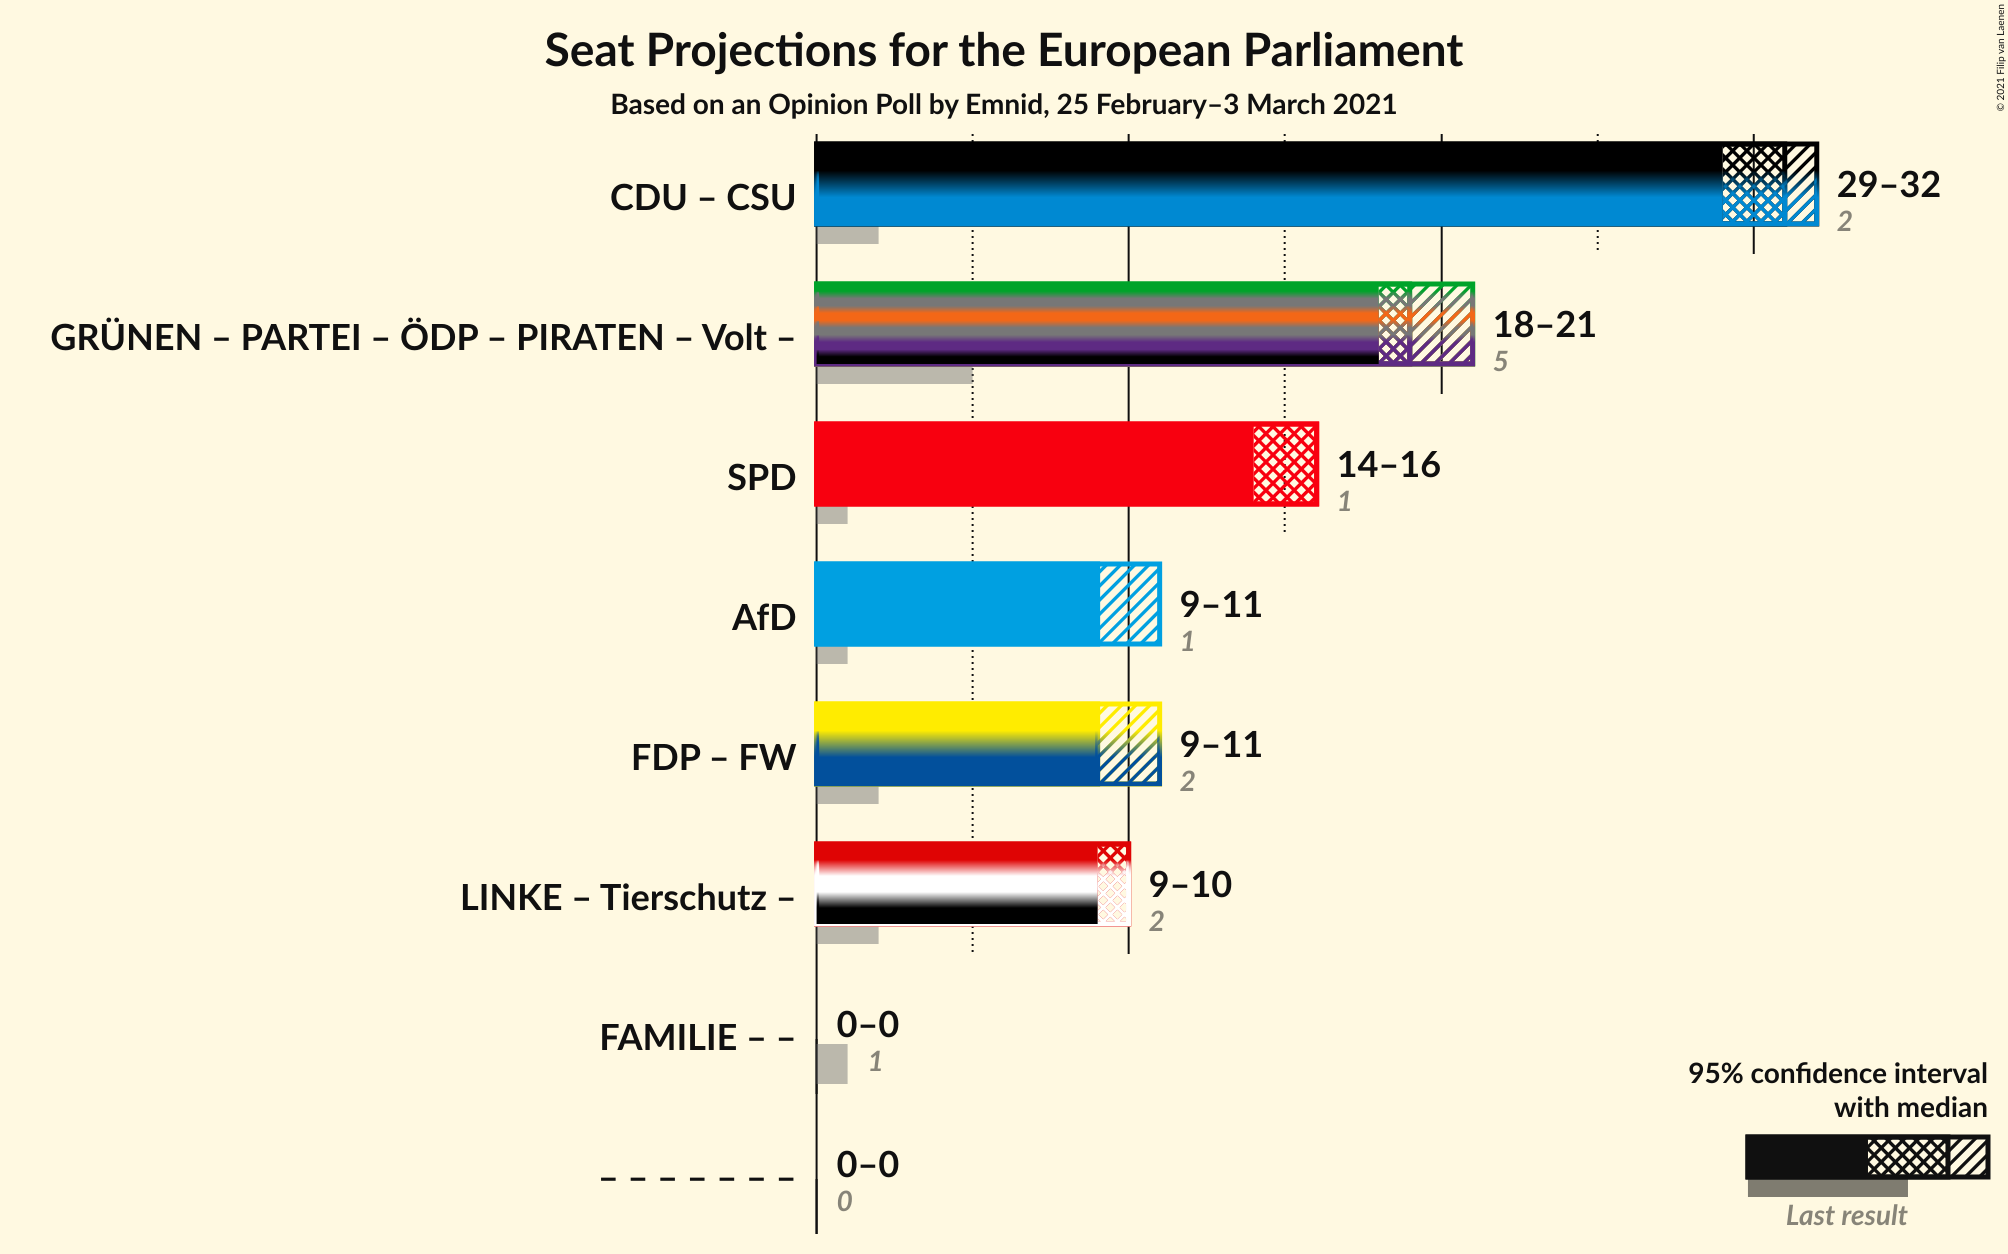 Seat Projections for the European Parliament
Based on an Opinion Poll by Emnid, 25 February–3 March 2021
© 2021 Filip van Laenen
CDU – CSU
29–32
2
GRÜNEN – PARTEI – ÖDP – PIRATEN – Volt –
18–21
5
SPD
14–16
1
AfD
9–11
1
FDP – FW
9–11
2
LINKE – Tierschutz –
9–10
2
FAMILIE – –
0–0
1
– – – – – – –
0–0
0
95% confidence interval
with median
Last result